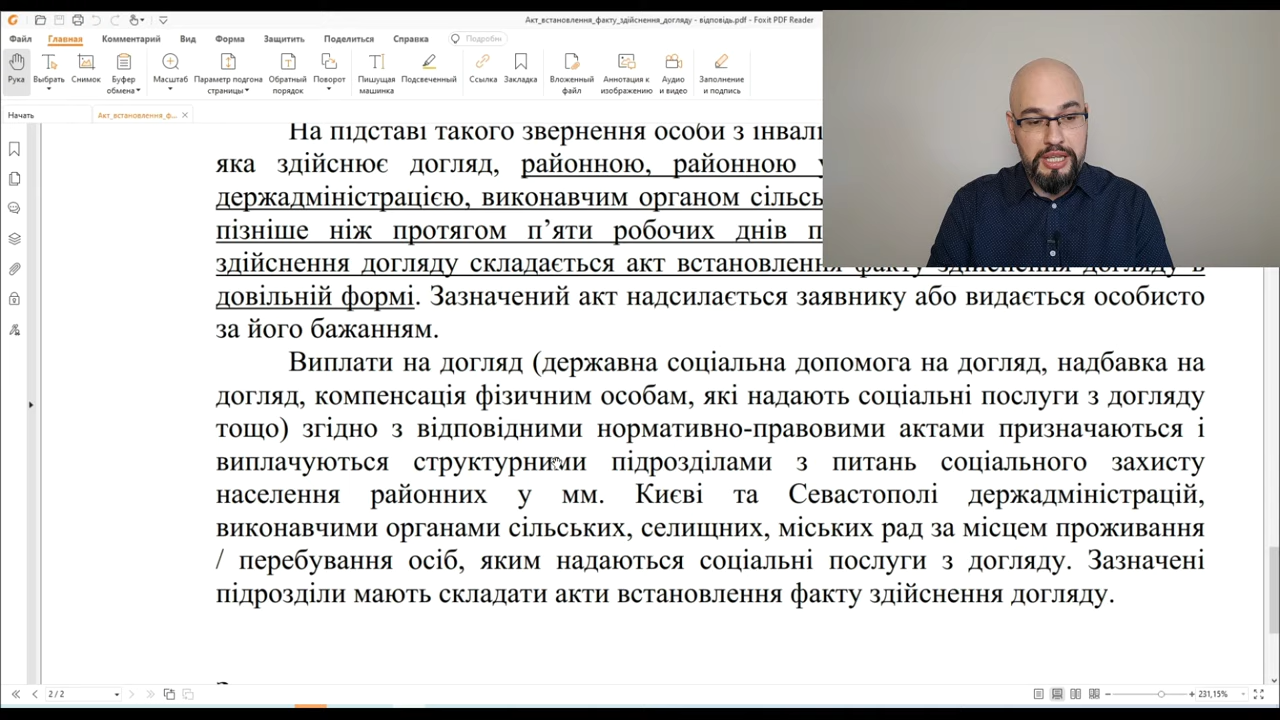 Акт_встановлення_факту_здійснення_догляду - відповідь.pdf - Foxit PDF Reader
Файл Главная Комментарий Вид Форма Защитить Поделиться Справка Подробн
Рука Выбрать Снимок Буфер обмена Масштаб Параметр подгона страницы Обратный порядок Поворот Пишущая машинка Подсвеченный Ссылка Закладка Вложенный файл Аннотация к изображению Аудио и видео Заполнение и подпись
Начать Акт_встановлення_ф...
На підставі такого звернення особи з
яка здійснює догляд, районною, районною
держадміністрацією, виконавчим органом
пізніше ніж протягом п’яти робочих днів
здійснення догляду складається акт встановлення факту здійснення догляду в
довільній формі. Зазначений акт надсилається заявнику або видається особисто
за його бажанням.
Виплати на догляд (державна соціальна допомога на догляд, надбавка на
догляд, компенсація фізичним особам, які надають соціальні послуги з догляду
тощо) згідно з відповідними нормативно-правовими актами призначаються і
виплачуються структурними підрозділами з питань соціального захисту
населення районних у мм. Києві та Севастополі держадміністрацій,
виконавчими органами сільських, селищних, міських рад за місцем проживання
/ перебування осіб, яким надаються соціальні послуги з догляду. Зазначені
підрозділи мають складати акти встановлення факту здійснення догляду.
2 / 2 231,15%